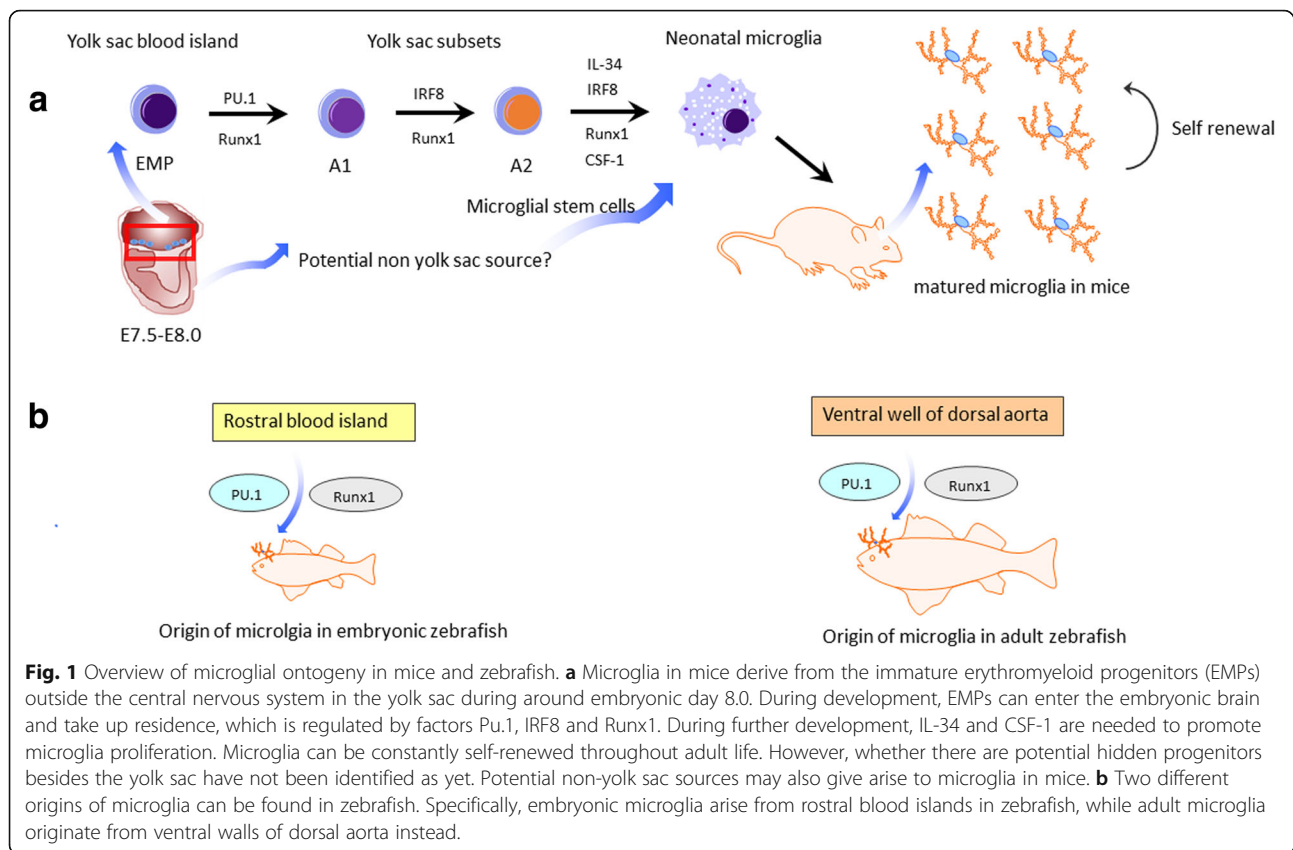 Yolk sac blood island
Yolk sac subsets
Neonatal microglia
a
PU.1
Runx1
IRF8
Runx1
IL-34
IRF8
Runx1
CSF-1
EMP
A1
A2
Self renewal
Microglial stem cells
Potential non yolk sac source?
matured microglia in mice
E7.5-E8.0
b
Rostral blood island
Ventral well of dorsal aorta
PU.1
Runx1
PU.1
Runx1
Origin of microlgia in embryonic zebrafish
Origin of microglia in adult zebrafish
Fig. 1 Overview of microglial ontogeny in mice and zebrafish. a Microglia in mice derive from the immature erythromyeloid progenitors (EMPs)
outside the central nervous system in the yolk sac during around embryonic day 8.0. During development, EMPs can enter the embryonic brain
and take up residence, which is regulated by factors Pu.1, IRF8 and Runx1. During further development, IL-34 and CSF-1 are needed to promote
microglia proliferation. Microglia can be constantly self-renewed throughout adult life. However, whether there are potential hidden progenitors
besides the yolk sac have not been identified as yet. Potential non-yolk sac sources may also give arise to microglia in mice. b Two different
origins of microglia can be found in zebrafish. Specifically, embryonic microglia arise from rostral blood islands in zebrafish, while adult microglia
originate from ventral walls of dorsal aorta instead.